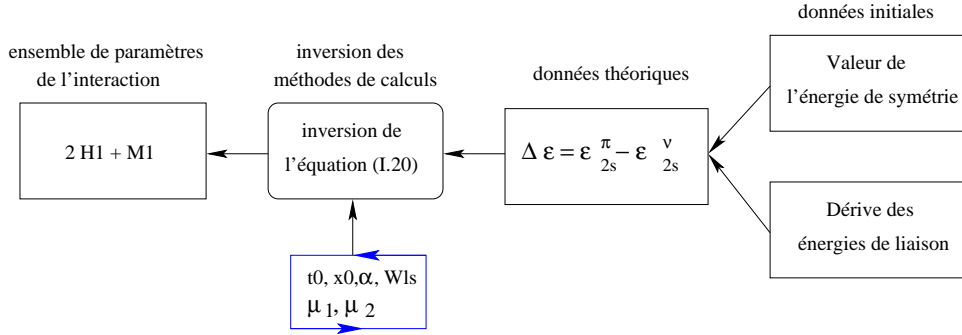 ensemble de paramètres
de l'interaction
2 H1 + M1
inversion des
méthodes de calculs
inversion de
l'équation (I.20)
t0, x0,α, Wls
μ 1, μ 2
données théoriques
Δ ε = ε π 2s − ε ν 2s
données initiales
Valeur de
l'énergie de symétrie
Dérive des
énergies de liaison